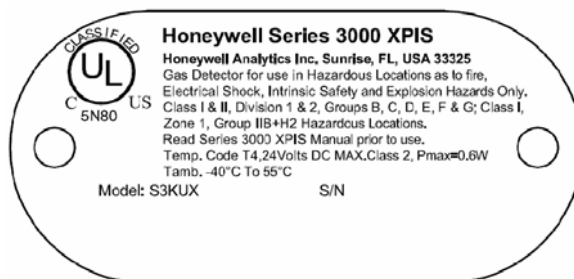 Honeywell Series 3000 XPIS
CLASSIFIED
UL
C US
5N80
Honeywell Analytics Inc, Sunrise, FL, USA 33325
Gas Detector for use in Hazardous Locations as to fire,
Electrical Shock, Intrinsic Safety and Explosion Hazards Only.
Class I & II, Division 1 & 2, Groups B, C, D, E, F & G; Class I,
Zone 1, Group IIB+H2 Hazardous Locations.
Read Series 3000 XPIS Manual prior to use.
Temp. Code T4,24Volts DC MAX.Class 2, Pmax=0.6W
Tamb. -40°C To 55°C
Model: S3KUX S/N